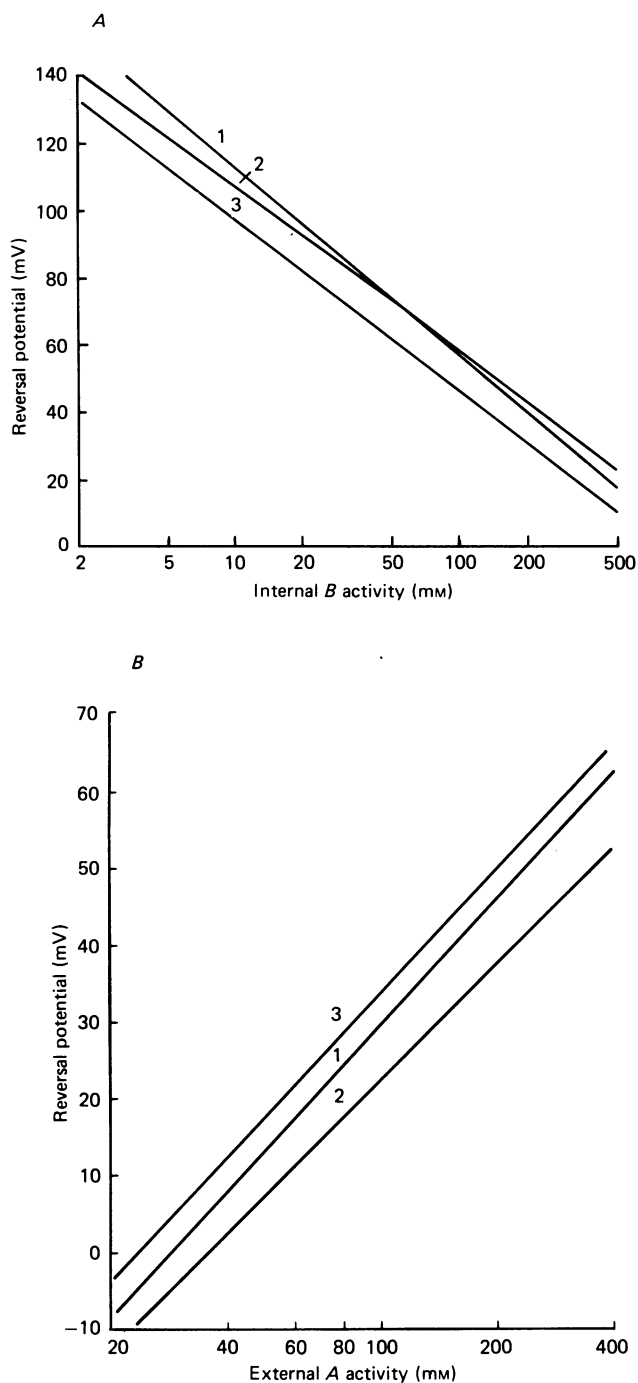 A
140
120
100
80
60
40
20
0
Reversal potential (mV)
1
2
3
2 5 10 20 50 100 200 500
Internal B activity (mM)
B
70
60
50
40
30
20
10
0
−10
Reversal potential (mV)
3
1
2
20 40 60 80 100 200 400
External A activity (mM)